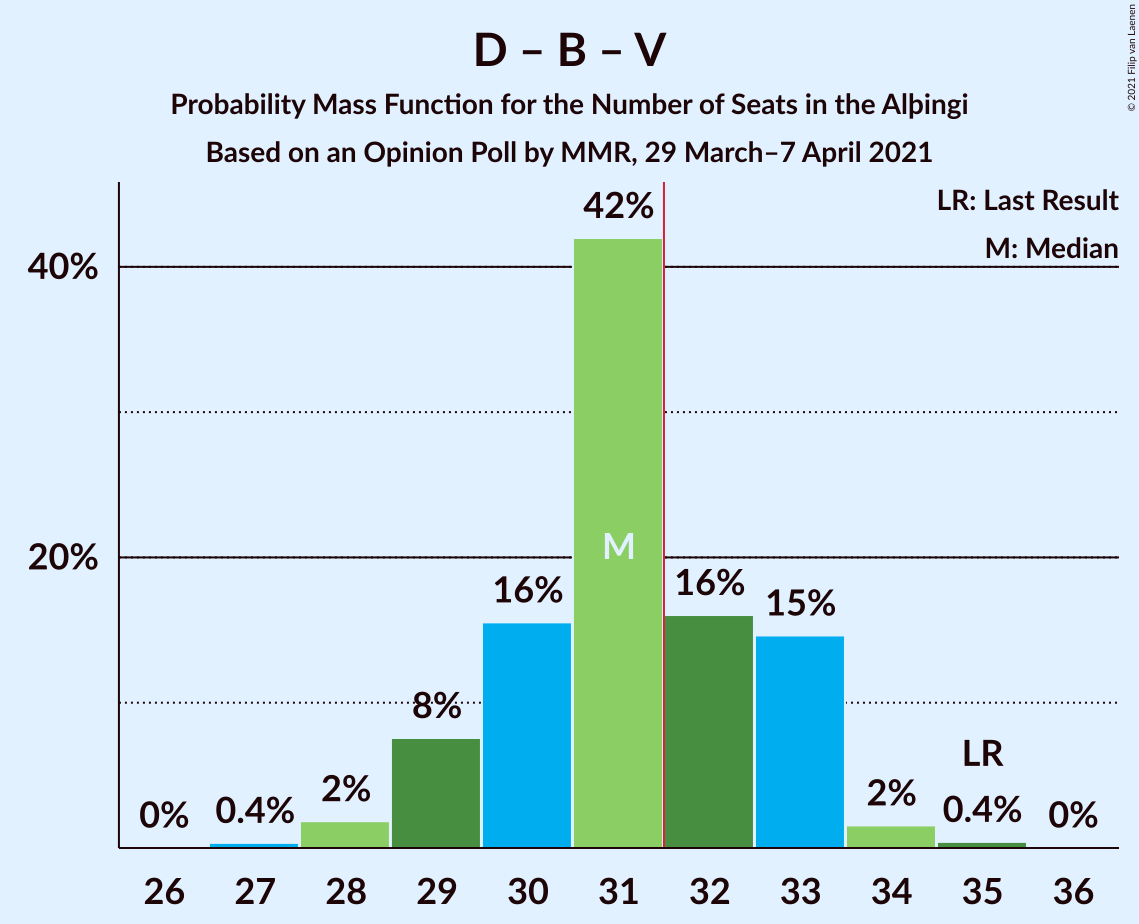 D – B – V
Probability Mass Function for the Number of Seats in the Alþingi
Based on an Opinion Poll by MMR, 29 March–7 April 2021
© 2021 Filip van Laenen
LR: Last Result
M: Median
40%
20%
0%
0.4%
2%
8%
16%
42%
M
16%
15%
2%
LR
0.4%
0%
26 27 28 29 30 31 32 33 34 35 36